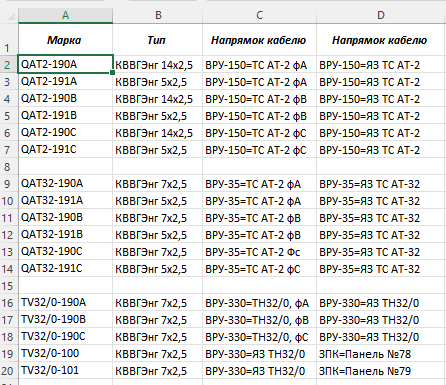 A B C D
1 Марка Тип Напрямок кабелю Напрямок кабелю
2 QAT2-190A КВВГЭнг 14х2,5 ВРУ-150=ТС АТ-2 фА ВРУ-150=ЯЗ ТС АТ-2
3 QAT2-191A КВВГЭнг 5х2,5 ВРУ-150=ТС АТ-2 фА ВРУ-150=ЯЗ ТС АТ-2
4 QAT2-190B КВВГЭнг 14х2,5 ВРУ-150=ТС АТ-2 фВ ВРУ-150=ЯЗ ТС АТ-2
5 QAT2-191B КВВГЭнг 5х2,5 ВРУ-150=ТС АТ-2 фВ ВРУ-150=ЯЗ ТС АТ-2
6 QAT2-190C КВВГЭнг 14х2,5 ВРУ-150=ТС АТ-2 фС ВРУ-150=ЯЗ ТС АТ-2
7 QAT2-191C КВВГЭнг 5х2,5 ВРУ-150=ТС АТ-2 фС ВРУ-150=ЯЗ ТС АТ-2
8
9 QAT32-190A КВВГЭнг 7х2,5 ВРУ-35=ТС АТ-2 фА ВРУ-35=ЯЗ ТС АТ-32
10 QAT32-191A КВВГЭнг 5х2,5 ВРУ-35=ТС АТ-2 фА ВРУ-35=ЯЗ ТС АТ-32
11 QAT32-190B КВВГЭнг 7х2,5 ВРУ-35=ТС АТ-2 фВ ВРУ-35=ЯЗ ТС АТ-32
12 QAT32-191B КВВГЭнг 5х2,5 ВРУ-35=ТС АТ-2 фВ ВРУ-35=ЯЗ ТС АТ-32
13 QAT32-190C КВВГЭнг 7х2,5 ВРУ-35=ТС АТ-2 Фс ВРУ-35=ЯЗ ТС АТ-32
14 QAT32-191C КВВГЭнг 5х2,5 ВРУ-35=ТС АТ-2 фС ВРУ-35=ЯЗ ТС АТ-32
15
16 TV32/0-190A КВВГЭнг 7х2,5 ВРУ-330=ТН32/0, фА ВРУ-330=ЯЗ ТН32/0
17 TV32/0-190B КВВГЭнг 7х2,5 ВРУ-330=ТН32/0, фВ ВРУ-330=ЯЗ ТН32/0
18 TV32/0-190C КВВГЭнг 7х2,5 ВРУ-330=ТН32/0, фС ВРУ-330=ЯЗ ТН32/0
19 TV32/0-100 КВВГЭнг 7х2,5 ВРУ-330=ЯЗ ТН32/0 ЗПК=Панель №78
20 TV32/0-101 КВВГЭнг 7х2,5 ВРУ-330=ЯЗ ТН32/0 ЗПК=Панель №79